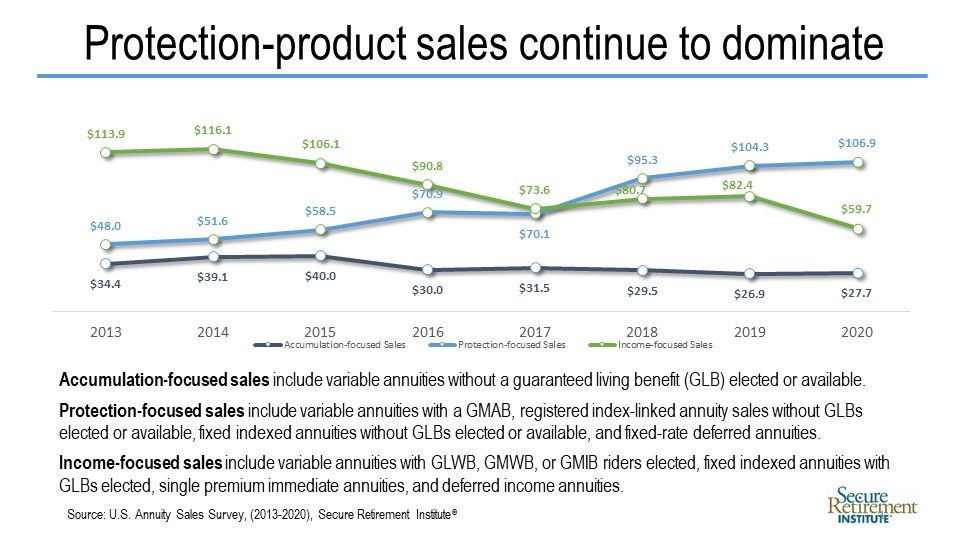 Protection-product sales continue to dominate
$113.9 $116.1 $106.1 $90.8 $73.6 $80.7 $82.4 $59.7
$48.0 $51.6 $58.5 $70.9 $70.1 $95.3 $104.3 $106.9
$34.4 $39.1 $40.0 $30.0 $31.5 $29.5 $26.9 $27.7
2013 2014 2015 2016 2017 2018 2019 2020
Accumulation-focused Sales Protection-focused Sales Income-focused Sales
Accumulation-focused sales include variable annuities without a guaranteed living benefit (GLB) elected or available.
Protection-focused sales include variable annuities with a GMAB, registered index-linked annuity sales without GLBs
elected or available, fixed indexed annuities without GLBs elected or available, and fixed-rate deferred annuities.
Income-focused sales include variable annuities with GLWB, GMWB, or GMIB riders elected, fixed indexed annuities with
GLBs elected, single premium immediate annuities, and deferred income annuities.
Source: U.S. Annuity Sales Survey, (2013-2020), Secure Retirement Institute®
Secure
Retirement
INSTITUTE